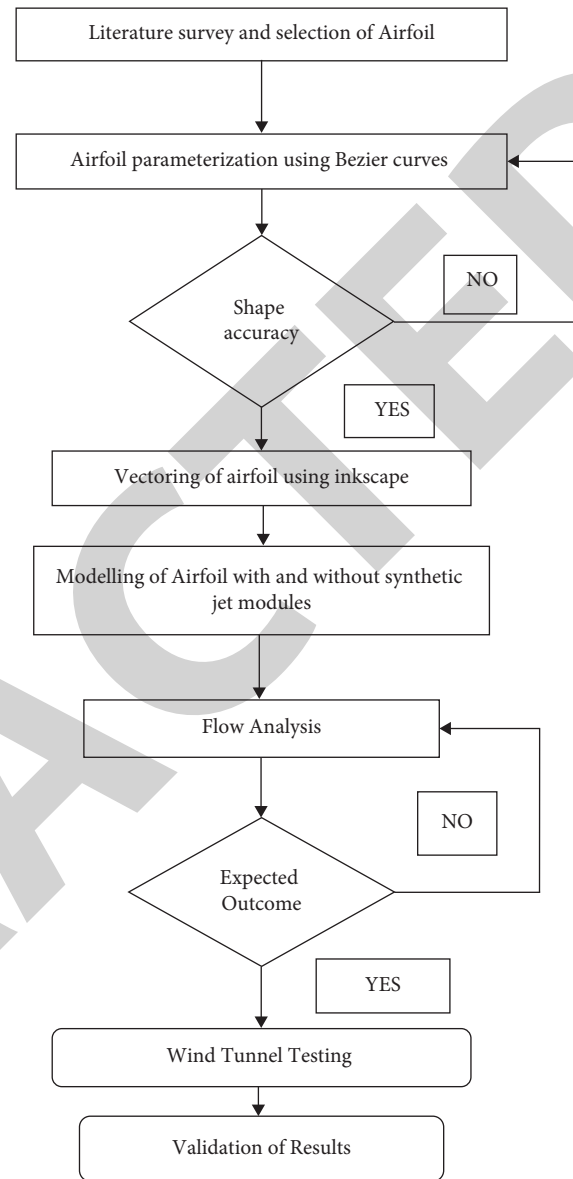 Literature survey and selection of Airfoil
Airfoil parameterization using Bezier curves
NO
Shape
accuracy
YES
Vectoring of airfoil using inkscape
Modelling of Airfoil with and without synthetic
jet modules
Flow Analysis
NO
Expected
Outcome
YES
Wind Tunnel Testing
Validation of Results
ACTED